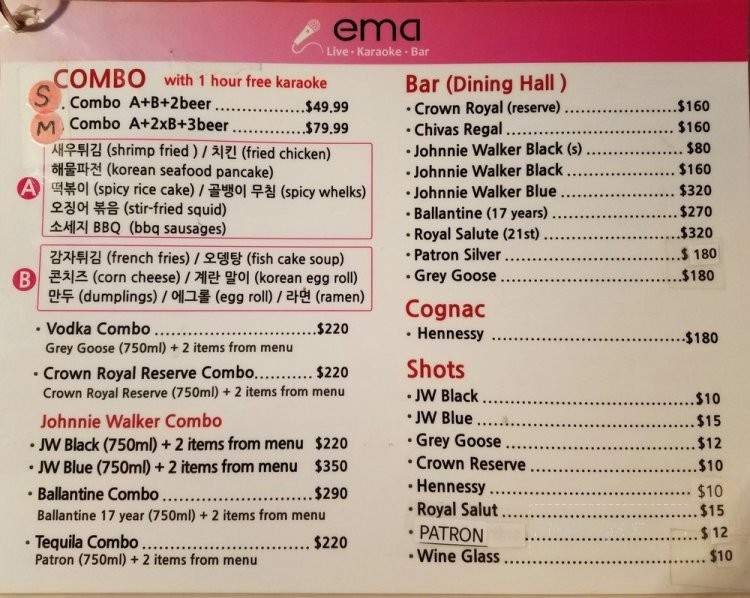 ema
Live · Karaoke · Bar
COMBO with 1 hour free karaoke
S . Combo A+B+2beer ..............$49.99
M . Combo A+2xB+3beer ............$79.99
A
새우튀김 (shrimp fried ) / 치킨 (fried chicken)
해물파전 (korean seafood pancake)
떡볶이 (spicy rice cake) / 골뱅이 무침 (spicy whelks)
오징어 볶음 (stir-fried squid)
소세지 BBQ (bbq sausages)
B
감자튀김 (french fries) / 오뎅탕 (fish cake soup)
콘치즈 (corn cheese) / 계란 말이 (korean egg roll)
만두 (dumplings) / 에그롤 (egg roll) / 라면 (ramen)
· Vodka Combo ..........................$220
Grey Goose (750ml) + 2 items from menu
· Crown Royal Reserve Combo.......... $220
Crown Royal Reserve (750ml) + 2 items from menu
Johnnie Walker Combo
· JW Black (750ml) + 2 items from menu $220
· JW Blue (750ml) + 2 items from menu $350
· Ballantine Combo ........................$290
Ballantine 17 year (750ml) + 2 items from menu
· Tequila Combo ...........................$220
Patron (750ml) + 2 items from menu
Bar (Dining Hall )
· Crown Royal (reserve) ...................$160
· Chivas Regal ............................ $160
· Johnnie Walker Black (s) ................ $80
· Johnnie Walker Black ....................$160
· Johnnie Walker Blue .....................$320
· Ballantine (17 years) ...................$270
· Royal Salute (21st) .....................$320
· Patron Silver ...........................$ 180
· Grey Goose ..............................$180
Cognac
· Hennessy ................................$180
Shots
· JW Black ................................$10
· JW Blue .................................$15
· Grey Goose ..............................$12
· Crown Reserve ...........................$10
· Hennessy ................................ $10
· Royal Salut .............................$15
· PATRON ..................................$ 12
· Wine Glass ..............................$10